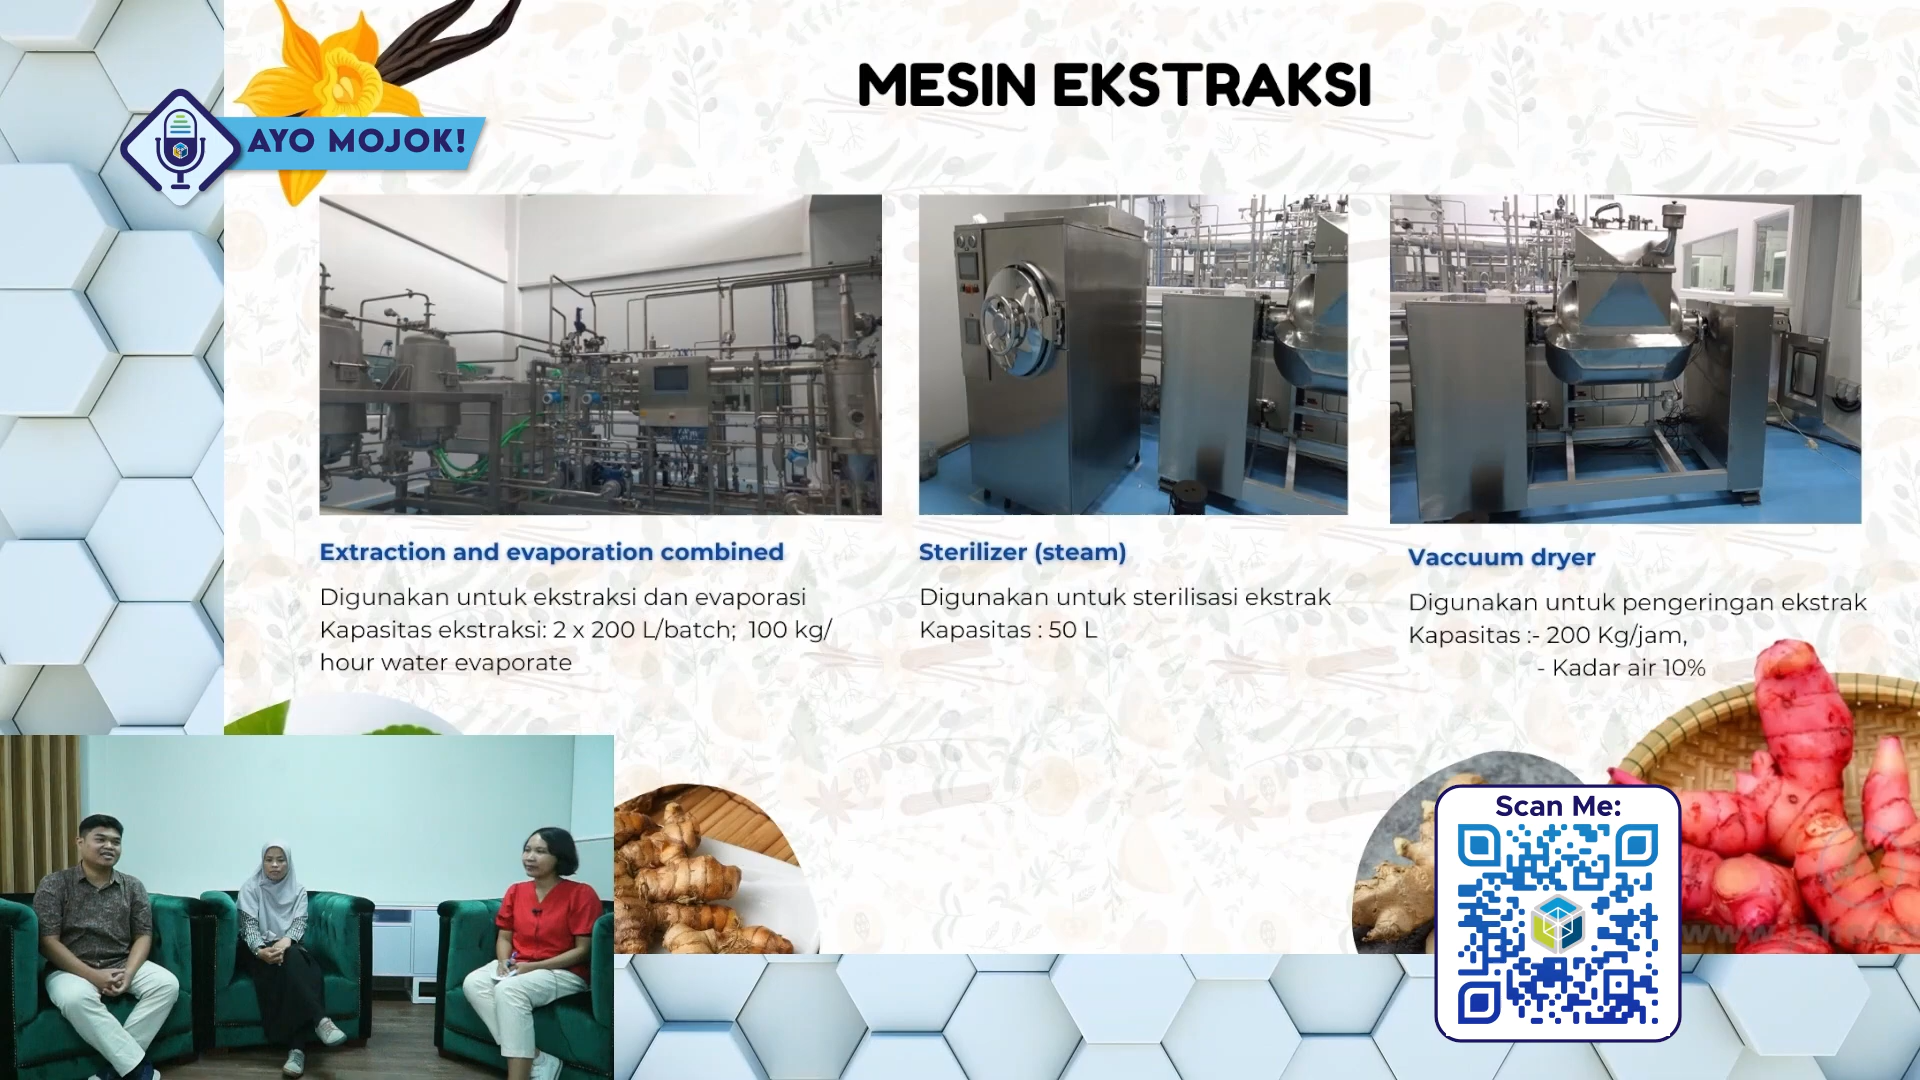 MESIN EKSTRAKSI
AYO MOJOK!
Extraction and evaporation combined
Digunakan untuk ekstraksi dan evaporasi
Kapasitas ekstraksi: 2 x 200 L/batch; 100 kg/
hour water evaporate
Sterilizer (steam)
Digunakan untuk sterilisasi ekstrak
Kapasitas : 50 L
Vaccuum dryer
Digunakan untuk pengeringan ekstrak
Kapasitas :- 200 Kg/jam,
- Kadar air 10%
Scan Me: